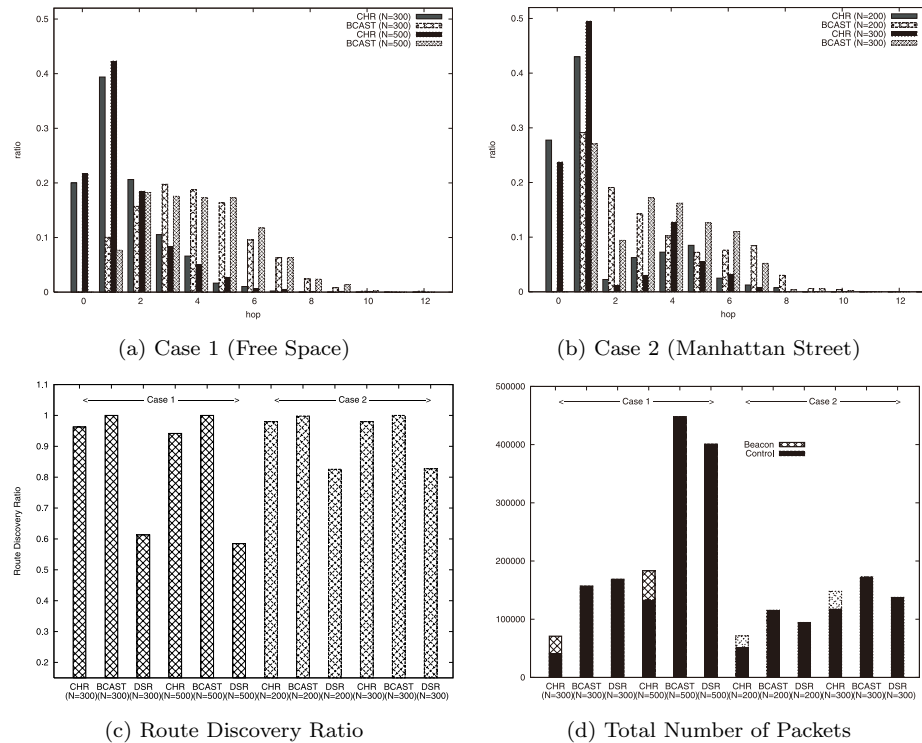 CHR (N=300)
BCAST (N=300)
CHR (N=500)
BCAST (N=500)
0.5
0.4
0.3
0.2
0.1
0
ratio
0 2 4 6 8 10 12
hop
(a) Case 1 (Free Space)
CHR (N=200)
BCAST (N=200)
CHR (N=300)
BCAST (N=300)
0.5
0.4
0.3
0.2
0.1
0
ratio
0 2 4 6 8 10 12
hop
(b) Case 2 (Manhattan Street)
1.1
1
0.9
0.8
0.7
0.6
0.5
0.4
0.3
0.2
Route Discovery Ratio
< Case 1 > < Case 2 >
CHR BCAST DSR CHR BCAST DSR CHR BCAST DSR CHR BCAST DSR
(N=300)(N=300)(N=300)(N=500)(N=500)(N=500)(N=200)(N=200)(N=200)(N=300)(N=300)(N=300)
(c) Route Discovery Ratio
500000
400000
300000
200000
100000
0
< Case 1 > < Case 2 >
Beacon
Control
CHR BCAST DSR CHR BCAST DSR CHR BCAST DSR CHR BCAST DSR
(N=300)(N=300)(N=300)(N=500)(N=500)(N=500)(N=200)(N=200)(N=200)(N=300)(N=300)(N=300)
(d) Total Number of Packets